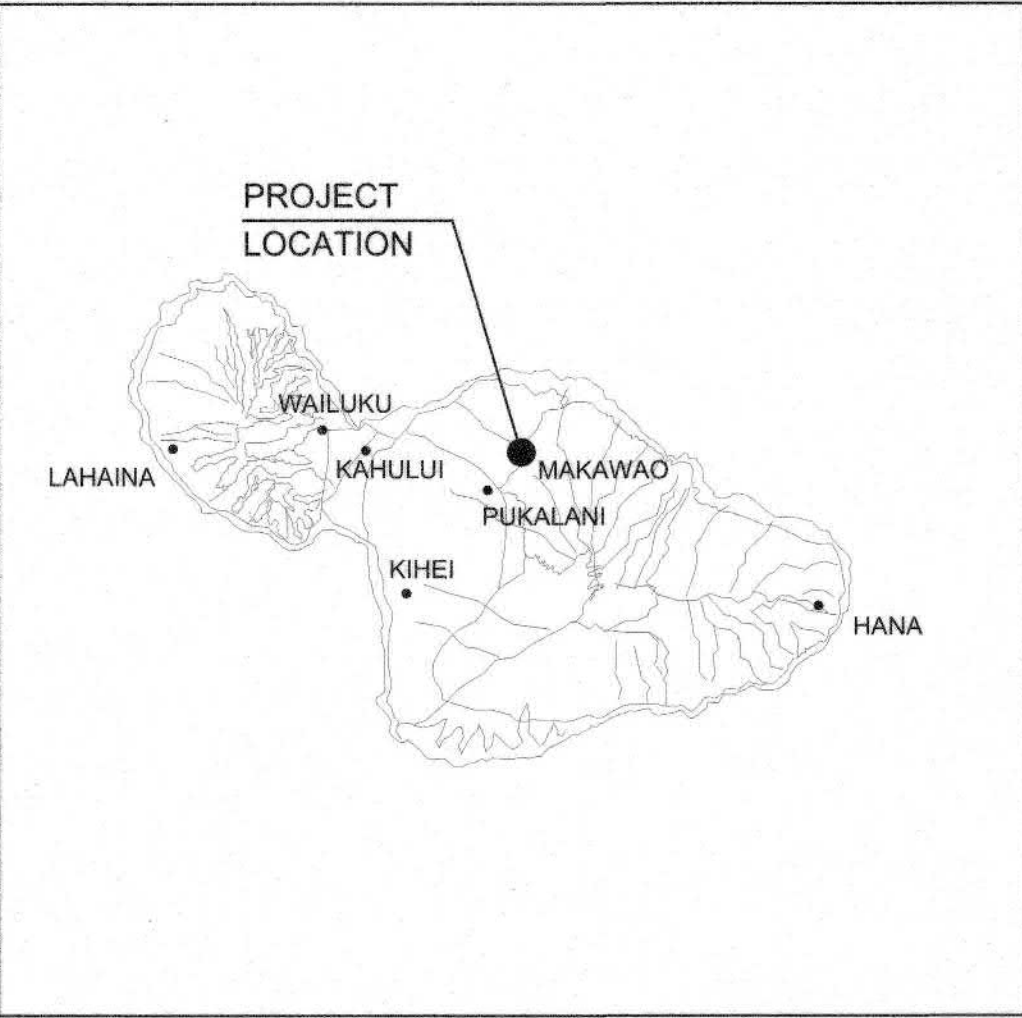 PROJECT
LOCATION
WAILUKU
LAHAINA
KAHULUI
MAKAWAO
PUKALANI
KIHEI
HANA